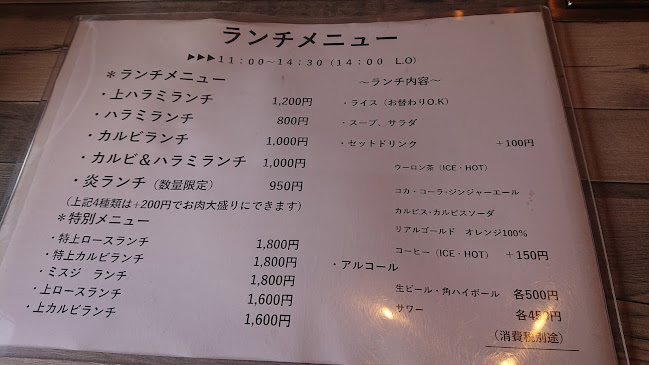 ランチメニュー
▶▶▶11：00～14：30（14：00 L.O）
＊ランチメニュー
・上ハラミランチ 1,200円
・ハラミランチ 800円
・カルビランチ 1,000円
・カルビ＆ハラミランチ 1,000円
・炎ランチ（数量限定） 950円
（上記4種類は+200円でお肉大盛りにできます）
＊特別メニュー
・特上ロースランチ 1,800円
・特上カルビランチ 1,800円
・ミスジ ランチ 1,800円
・上ロースランチ 1,600円
・上カルビランチ 1,600円
～ランチ内容～
・ライス（お替わりO.K）
・スープ、サラダ
・セットドリンク +100円
ウーロン茶（ICE・HOT）
コカ・コーラ・ジンジャーエール
カルピス・カルピスソーダ
リアルゴールド オレンジ100%
コーヒー（ICE・HOT） +150円
・アルコール
生ビール・角ハイボール 各500円
サワー 各450円
（消費税別途）